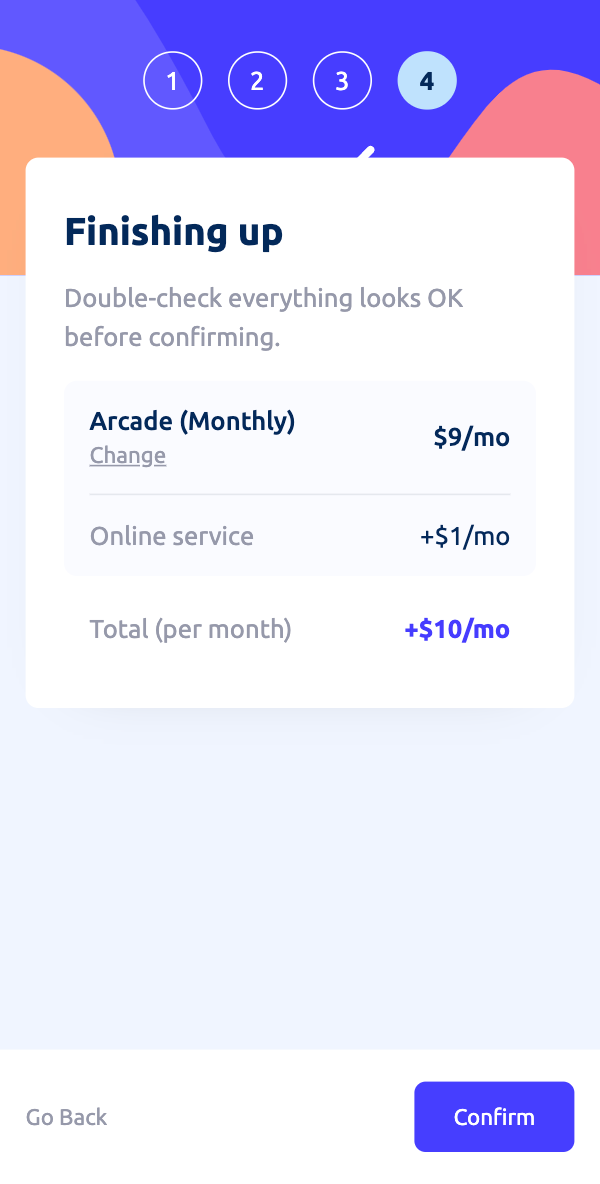 1 2 3 4
Finishing up
Double-check everything looks OK
before confirming.
Arcade (Monthly)
$9/mo
Change
Online service +$1/mo
Total (per month) +$10/mo
Go Back Confirm